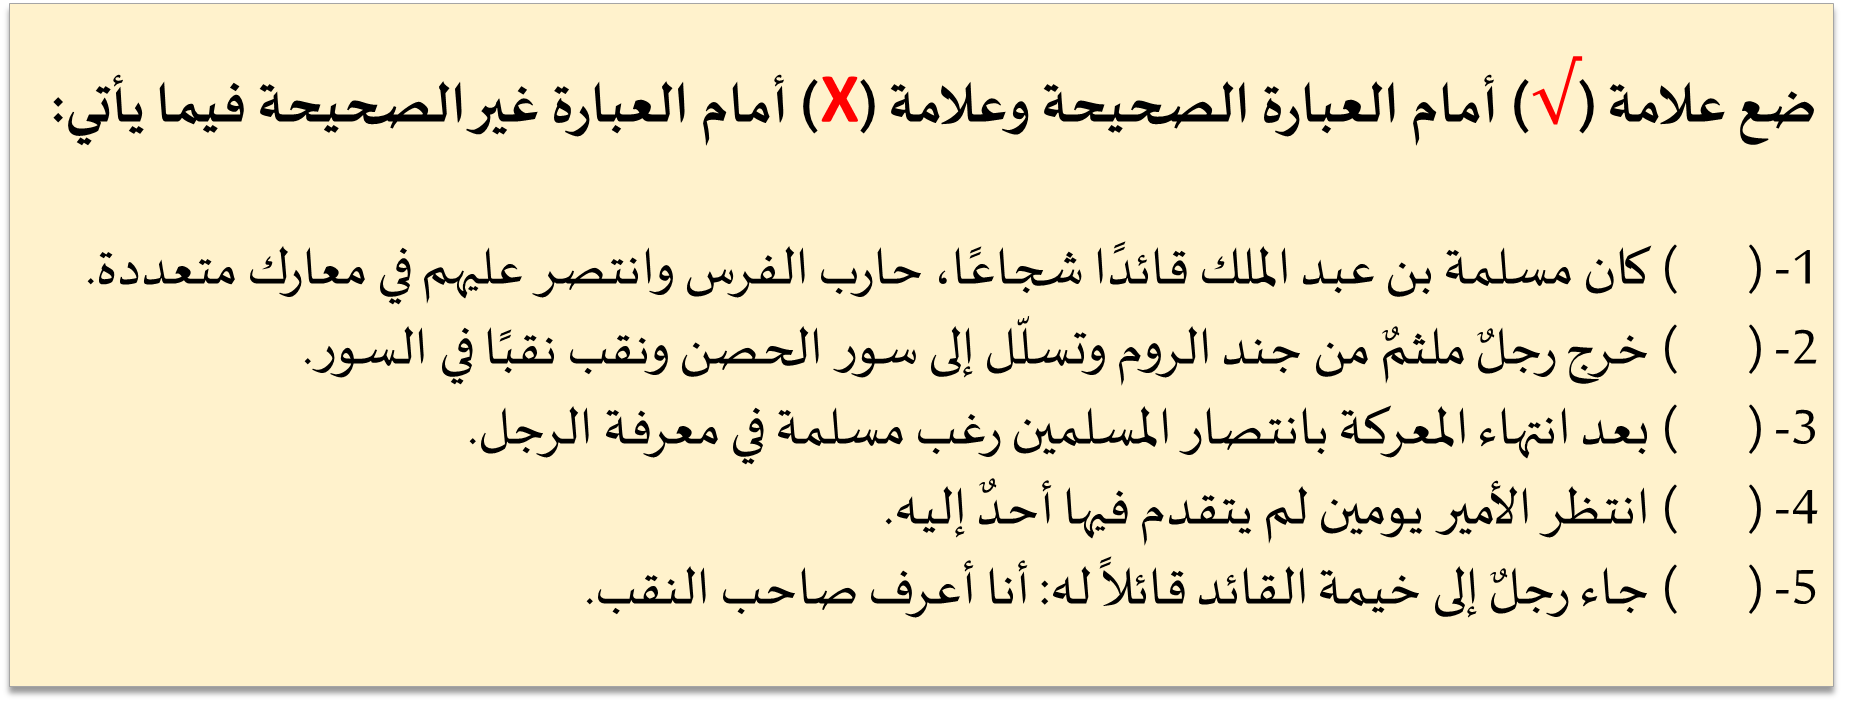 ضع علامة (√) أمام العبارة الصحيحة وعلامة (X) أمام العبارة غير الصحيحة فيما يأتي:
1- (     ) كان مسلمة بن عبد الملك قائدًا شجاعًا، حارب الفرس وانتصر عليهم في معارك متعددة.
2- (     ) خرج رجلٌ ملثمٌ من جند الروم وتسلّل إلى سور الحصن ونقب نقبًا في السور.
3- (     ) بعد انتهاء المعركة بانتصار المسلمين رغب مسلمة في معرفة الرجل.
4- (     ) انتظر الأمير يومين لم يتقدم فيها أحدٌ إليه.
5- (     ) جاء رجلٌ إلى خيمة القائد قائلاً له: أنا أعرف صاحب النقب.